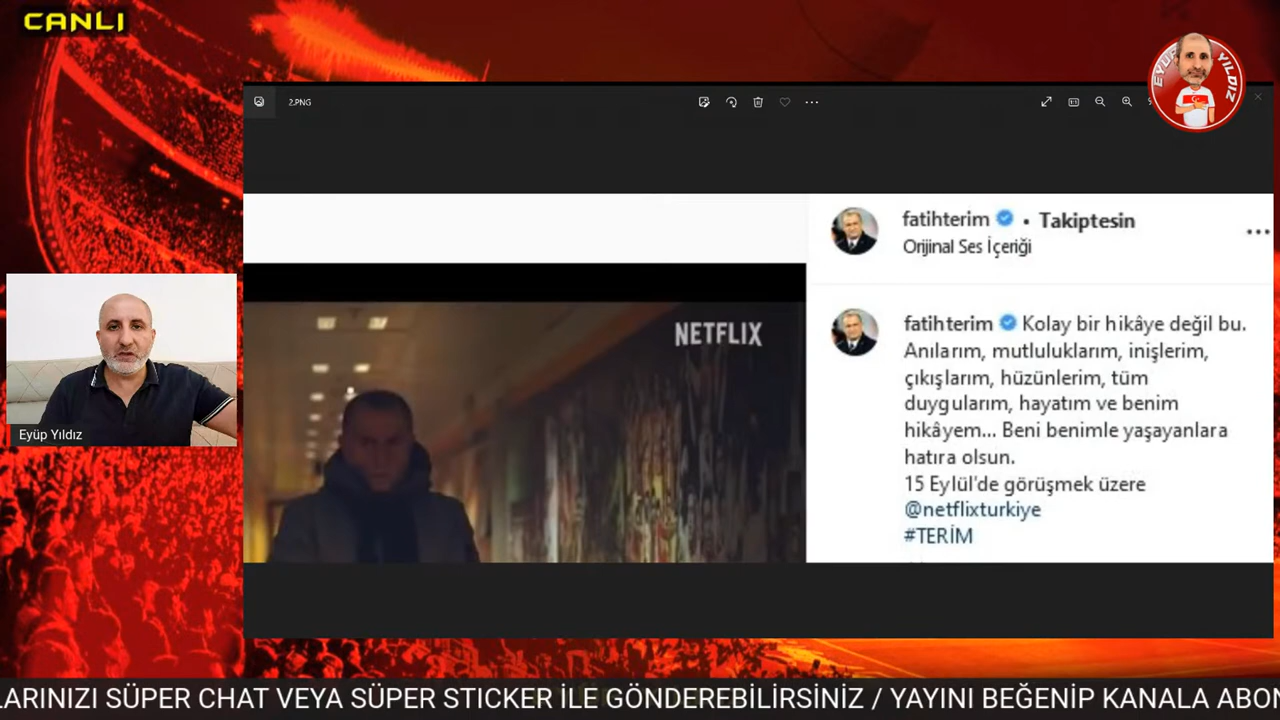 CANLI
2.PNG
EYÜP YILDIZ
fatihterim • Takiptesin
Orijinal Ses İçeriği
NETFLIX
fatihterim Kolay bir hikâye değil bu.
Anılarım, mutluluklarım, inişlerim,
çıkışlarım, hüzünlerim, tüm
duygularım, hayatım ve benim
hikâyem... Beni benimle yaşayanlara
hatıra olsun.
15 Eylül'de görüşmek üzere
@netflixturkiye
#TERİM
Eyüp Yıldız
LARINIZI SÜPER CHAT VEYA SÜPER STICKER İLE GÖNDEREBİLİRSİNİZ / YAYINI BEĞENİP KANALA ABON